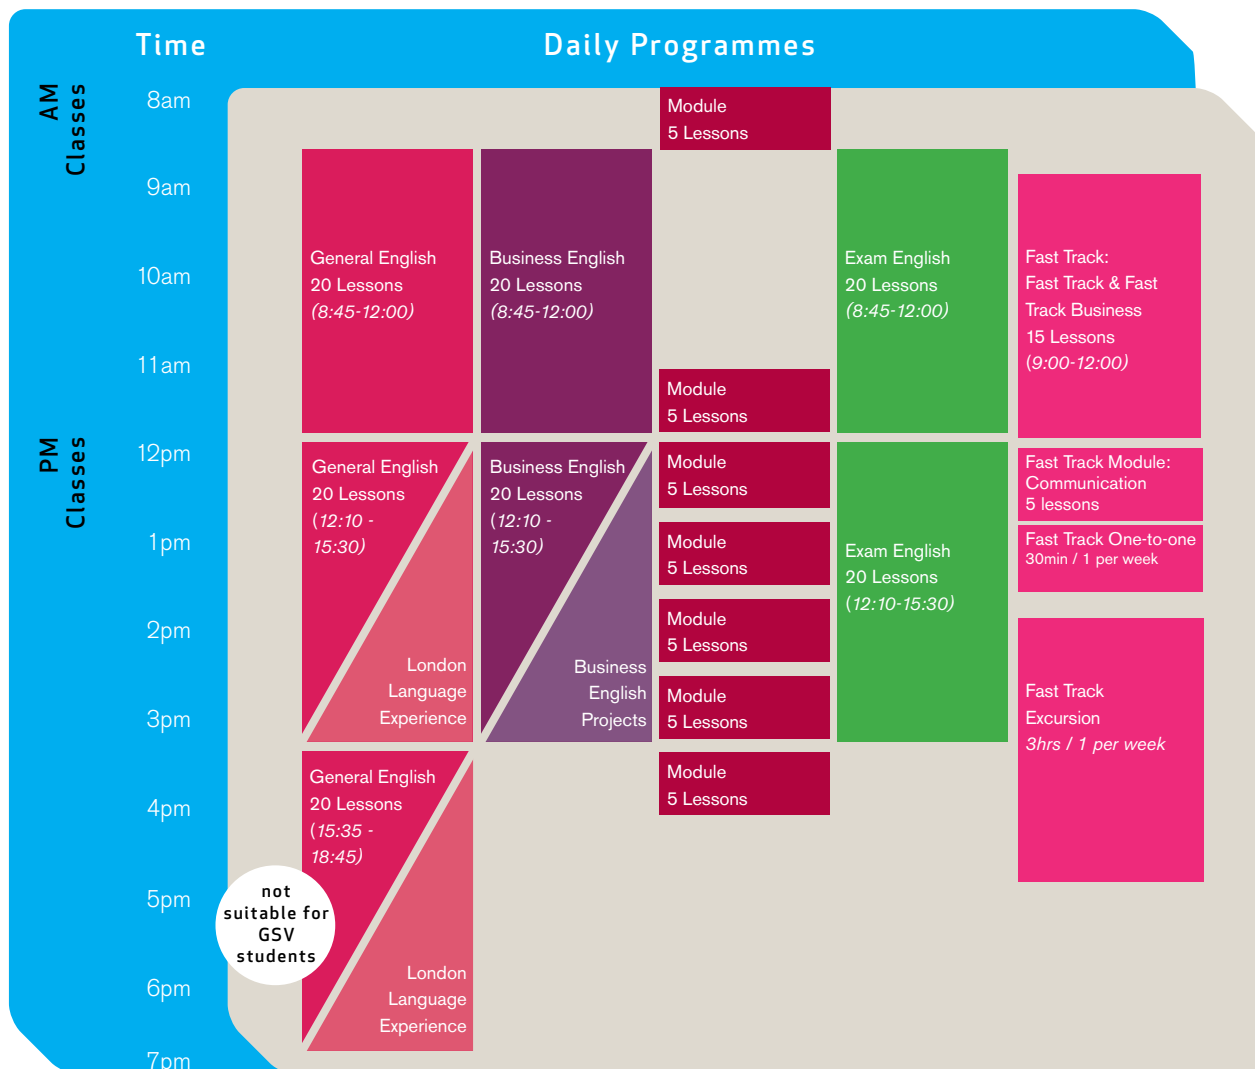 Time
Daily Programmes
AM
Classes
8am
9am
10am
11am
PM
Classes
12pm
1pm
2pm
3pm
4pm
5pm
6pm
7pm
General English
20 Lessons
(8:45-12:00)
General English
20 Lessons
(12:10 -
15:30)
London
Language
Experience
General English
20 Lessons
(15:35 -
18:45)
not
suitable for
GSV
students
London
Language
Experience
Business English
20 Lessons
(8:45-12:00)
Business English
20 Lessons
(12:10 -
15:30)
Business
English
Projects
Module
5 Lessons
Module
5 Lessons
Module
5 Lessons
Module
5 Lessons
Module
5 Lessons
Module
5 Lessons
Module
5 Lessons
Exam English
20 Lessons
(8:45-12:00)
Exam English
20 Lessons
(12:10-15:30)
Fast Track:
Fast Track & Fast
Track Business
15 Lessons
(9:00-12:00)
Fast Track Module:
Communication
5 lessons
Fast Track One-to-one
30min / 1 per week
Fast Track
Excursion
3hrs / 1 per week